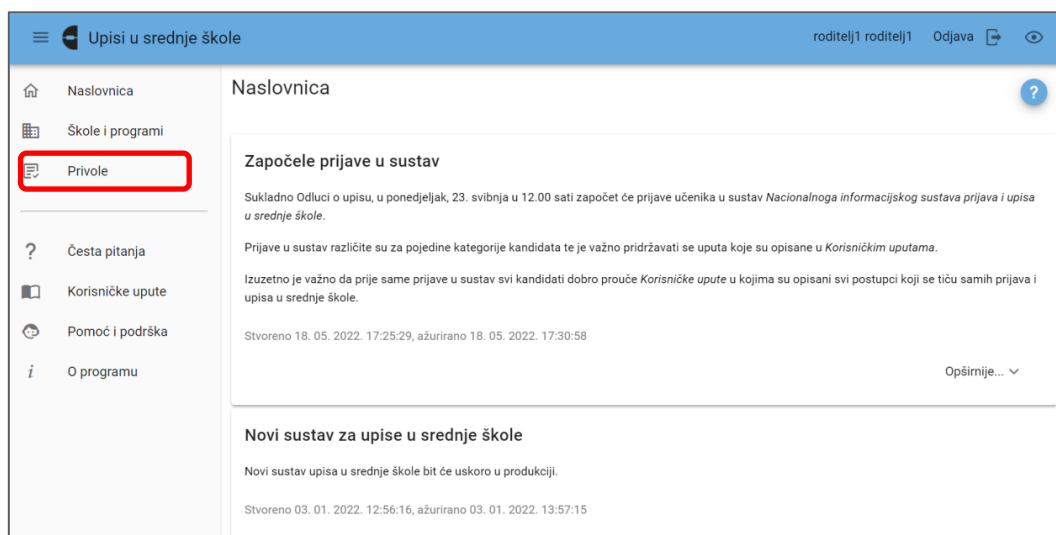 Upisi u srednje škole
roditelj1 roditelj1 Odjava
Naslovnica
Škole i programi
Privole
Česta pitanja
Korisničke upute
Pomoć i podrška
i O programu
Naslovnica
?
Započele prijave u sustav
Sukladno Odluci o upisu, u ponedjeljak, 23. svibnja u 12.00 sati započet će prijave učenika u sustav Nacionalnoga informacijskog sustava prijava i upisa
u srednje škole.
Prijave u sustav različite su za pojedine kategorije kandidata te je važno pridržavati se uputa koje su opisane u Korisničkim uputama.
Izuzetno je važno da prije same prijave u sustav svi kandidati dobro prouče Korisničke upute u kojima su opisani svi postupci koji se tiču samih prijava i
upisa u srednje škole.
Stvoreno 18. 05. 2022. 17:25:29, ažurirano 18. 05. 2022. 17:30:58
Opširnije...
Novi sustav za upise u srednje škole
Novi sustav upisa u srednje škole bit će uskoro u produkciji.
Stvoreno 03. 01. 2022. 12:56:16, ažurirano 03. 01. 2022. 13:57:15